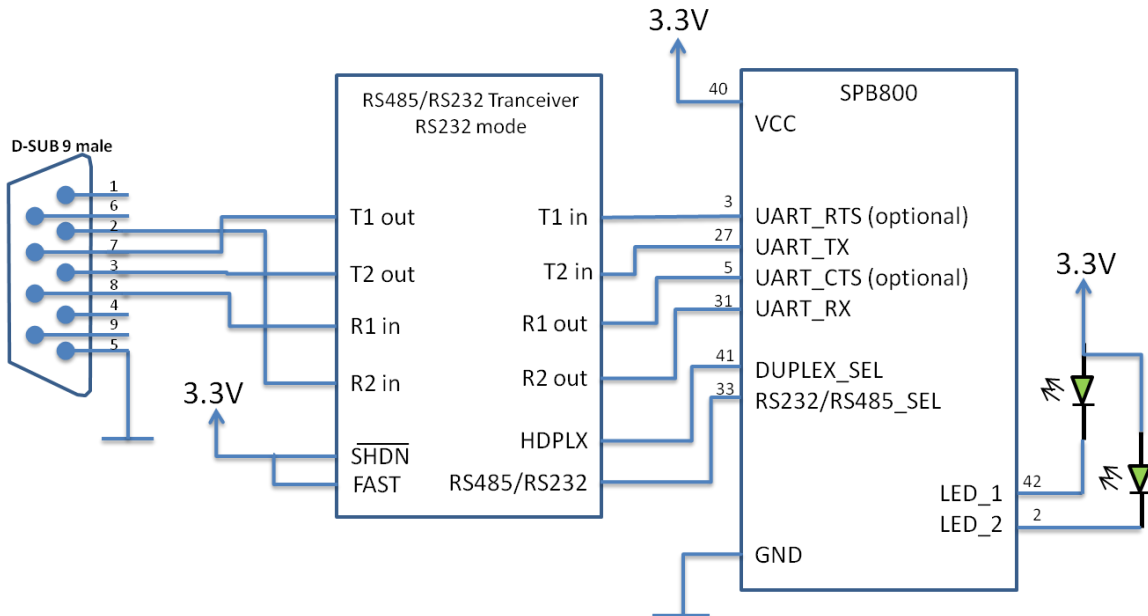 3.3V
D-SUB 9 male
1
6
2
7
3
8
4
9
5
RS485/RS232 Tranceiver
RS232 mode
T1 out
T2 out
R1 in
R2 in
3.3V
SHDN
FAST
T1 in
T2 in
R1 out
R2 out
HDPLX
RS485/RS232
SPB800
40
VCC
3
UART_RTS (optional)
27
UART_TX
5
UART_CTS (optional)
31
UART_RX
41
DUPLEX_SEL
33
RS232/RS485_SEL
GND
LED_1
42
LED_2
2
3.3V